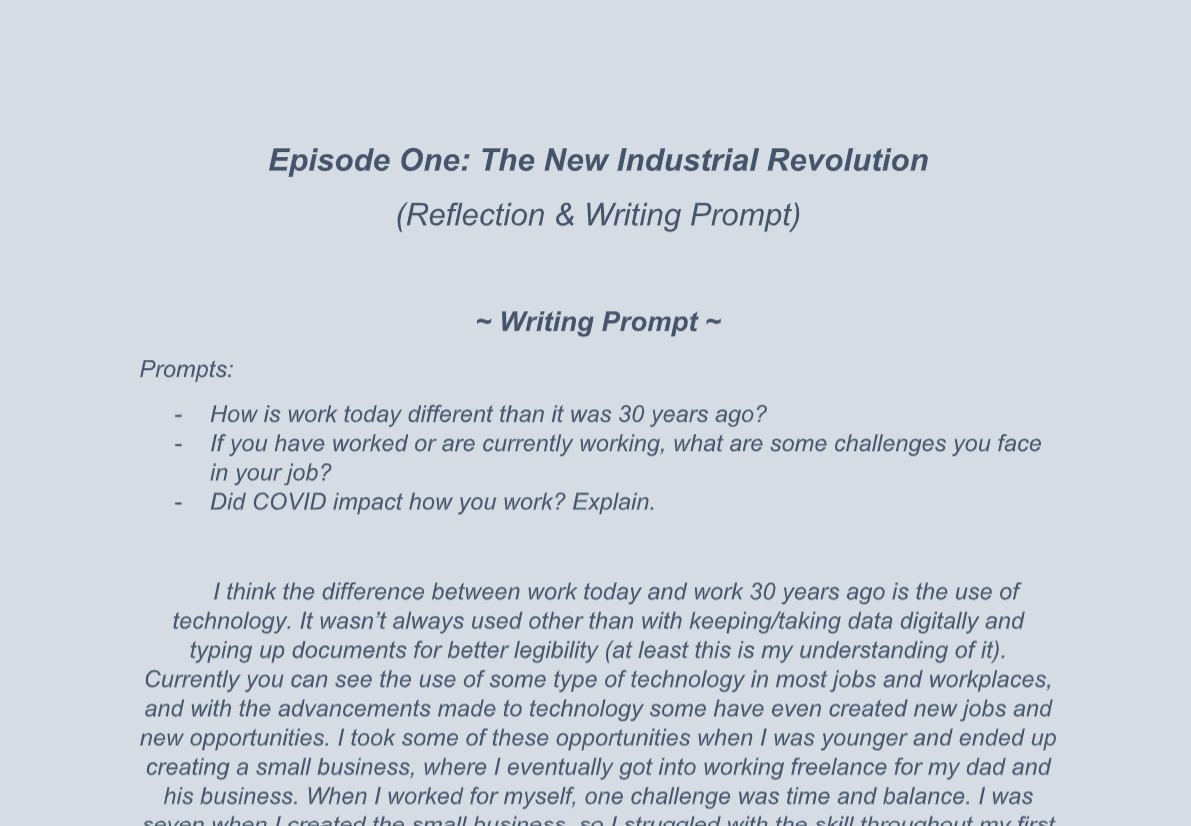 Episode One: The New Industrial Revolution
(Reflection & Writing Prompt)
~ Writing Prompt ~
Prompts:
- How is work today different than it was 30 years ago?
- If you have worked or are currently working, what are some challenges you face
in your job?
- Did COVID impact how you work? Explain.
I think the difference between work today and work 30 years ago is the use of
technology. It wasn’t always used other than with keeping/taking data digitally and
typing up documents for better legibility (at least this is my understanding of it).
Currently you can see the use of some type of technology in most jobs and workplaces,
and with the advancements made to technology some have even created new jobs and
new opportunities. I took some of these opportunities when I was younger and ended up
creating a small business, where I eventually got into working freelance for my dad and
his business. When I worked for myself, one challenge was time and balance. I was
seven when I created the small business, so I struggled with the skill throughout my first